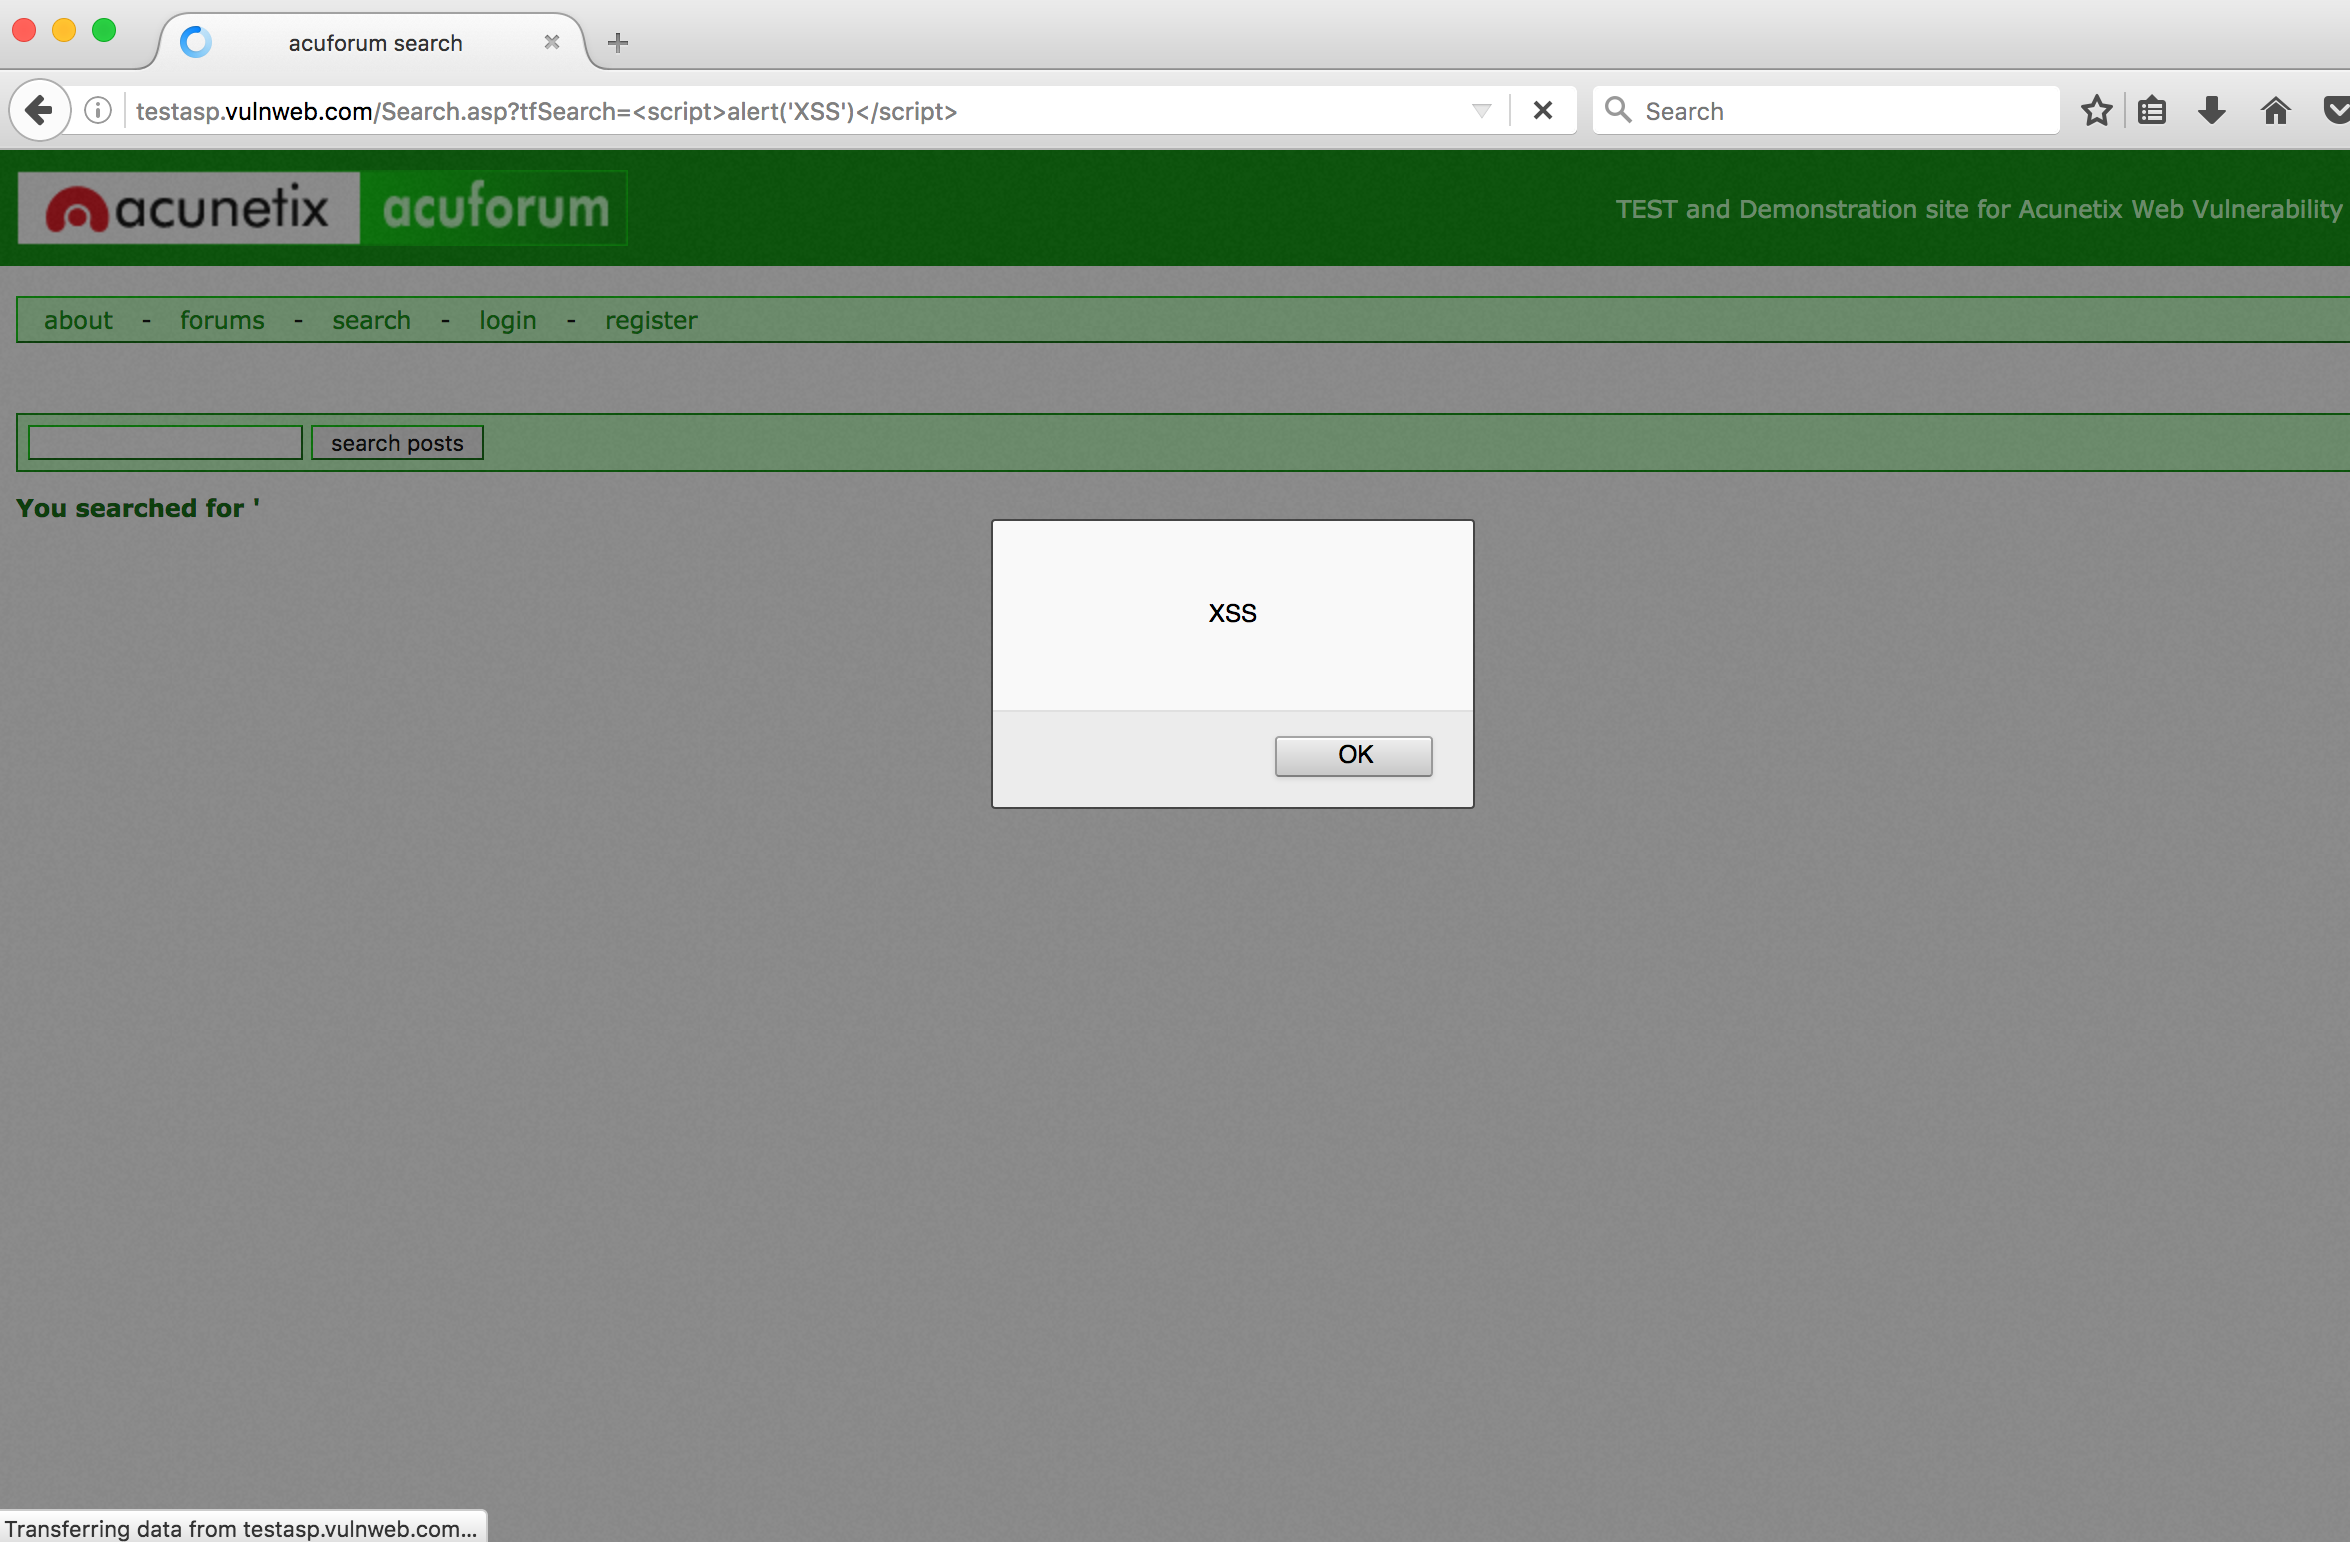 acuforum search
testasp.vulnweb.com/Search.asp?tfSearch=<script>alert('XSS')</script>
Search
acunetix acuforum
TEST and Demonstration site for Acunetix Web Vulnerability
about - forums - search - login - register
search posts
You searched for '
XSS
OK
Transferring data from testasp.vulnweb.com...